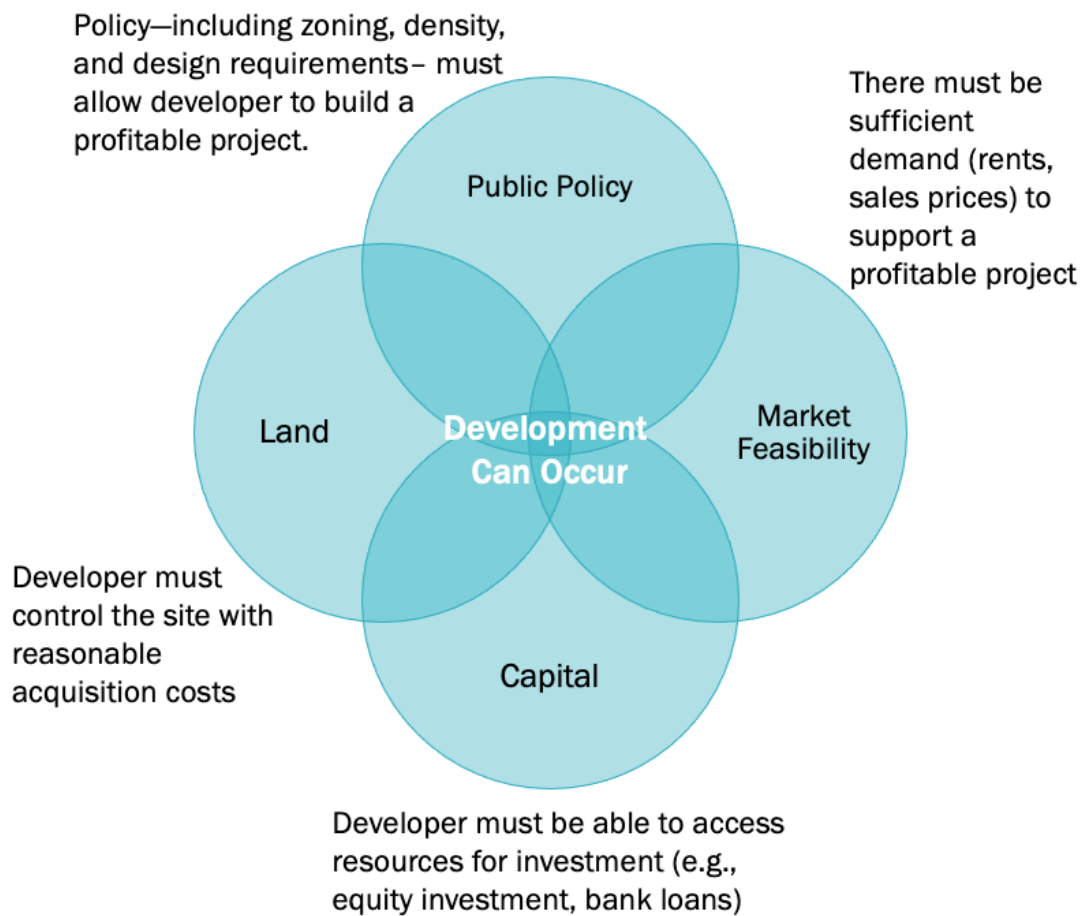 Policy—including zoning, density,
and design requirements– must
allow developer to build a
profitable project.
There must be
sufficient
demand (rents,
sales prices) to
support a
profitable project
Public Policy
Land
Development
Can Occur
Market
Feasibility
Developer must
control the site with
reasonable
acquisition costs
Capital
Developer must be able to access
resources for investment (e.g.,
equity investment, bank loans)